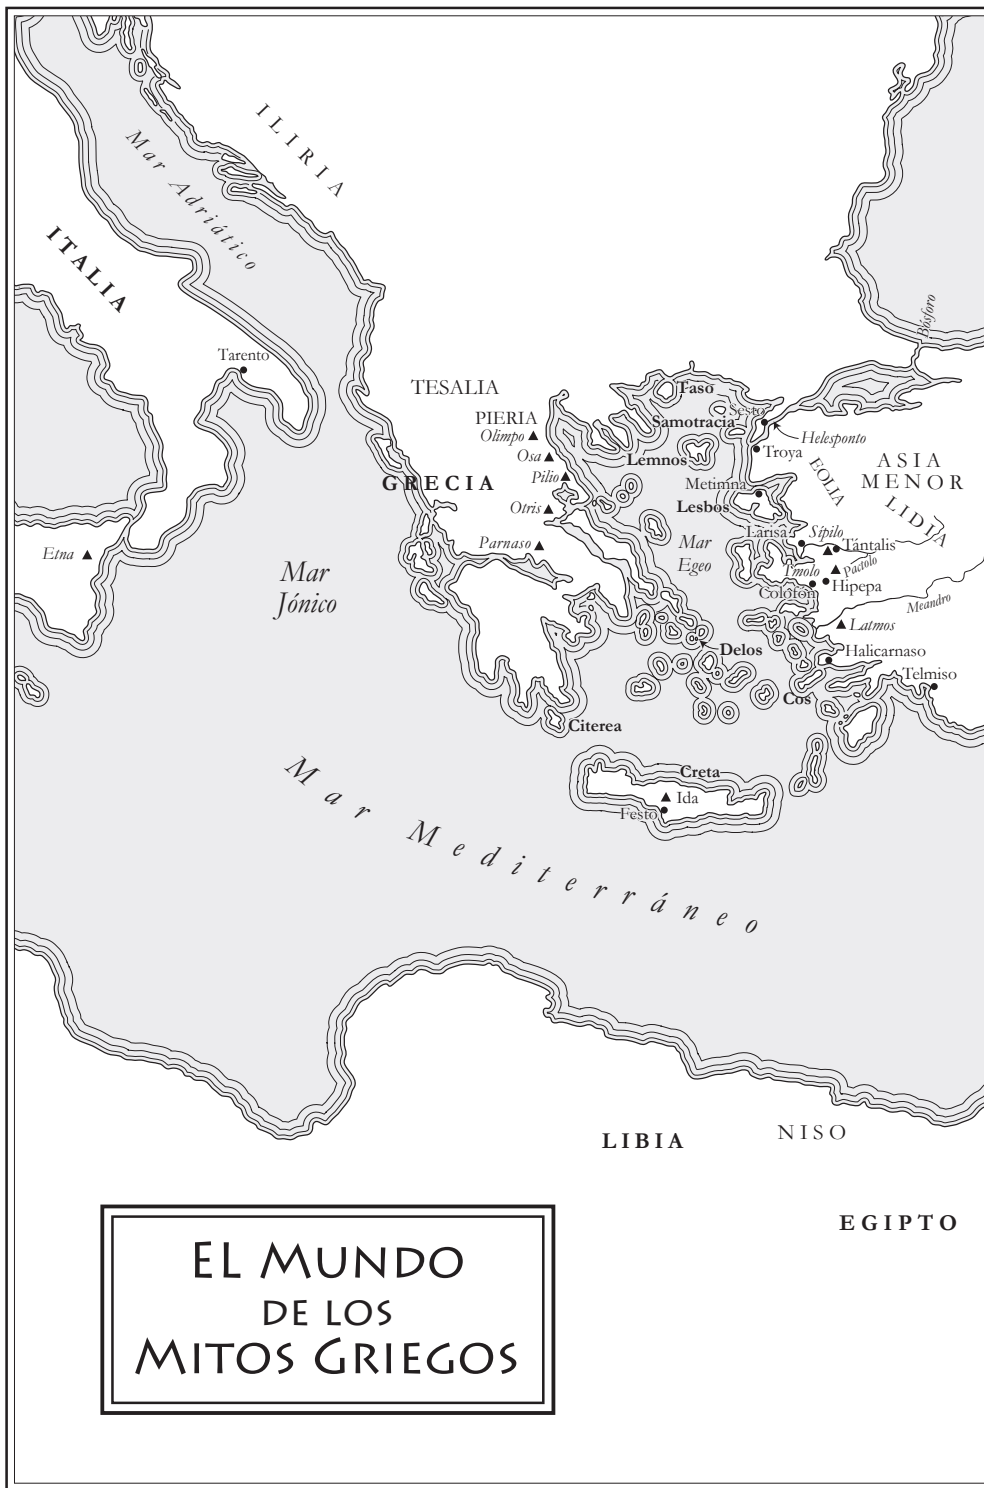 ILIRIA
Mar Adriático
ITALIA
Bósforo
Tarento
TESALIA
Taso
PIERIA
Sesto
Olimpo
Samotracia
Helesponto
Osa
Lemnos
Troya
ASIA
MENOR
EOLIA
Pilio
GRECIA
Metimna
Lesbos
LIDIA
Otris
Larisa
Sípilo
Mar
Egeo
Parnaso
Tántalis
Etna
Tmolo
Pactolo
Mar
Jónico
Colofón
Hipepa
Meandro
Latmos
Delos
Halicarnaso
Telmiso
Cos
Citerea
Creta
Ida
Festo
Mar Mediterráneo
NISO
LIBIA
EGIPTO
EL MUNDO
DE LOS
MITOS GRIEGOS